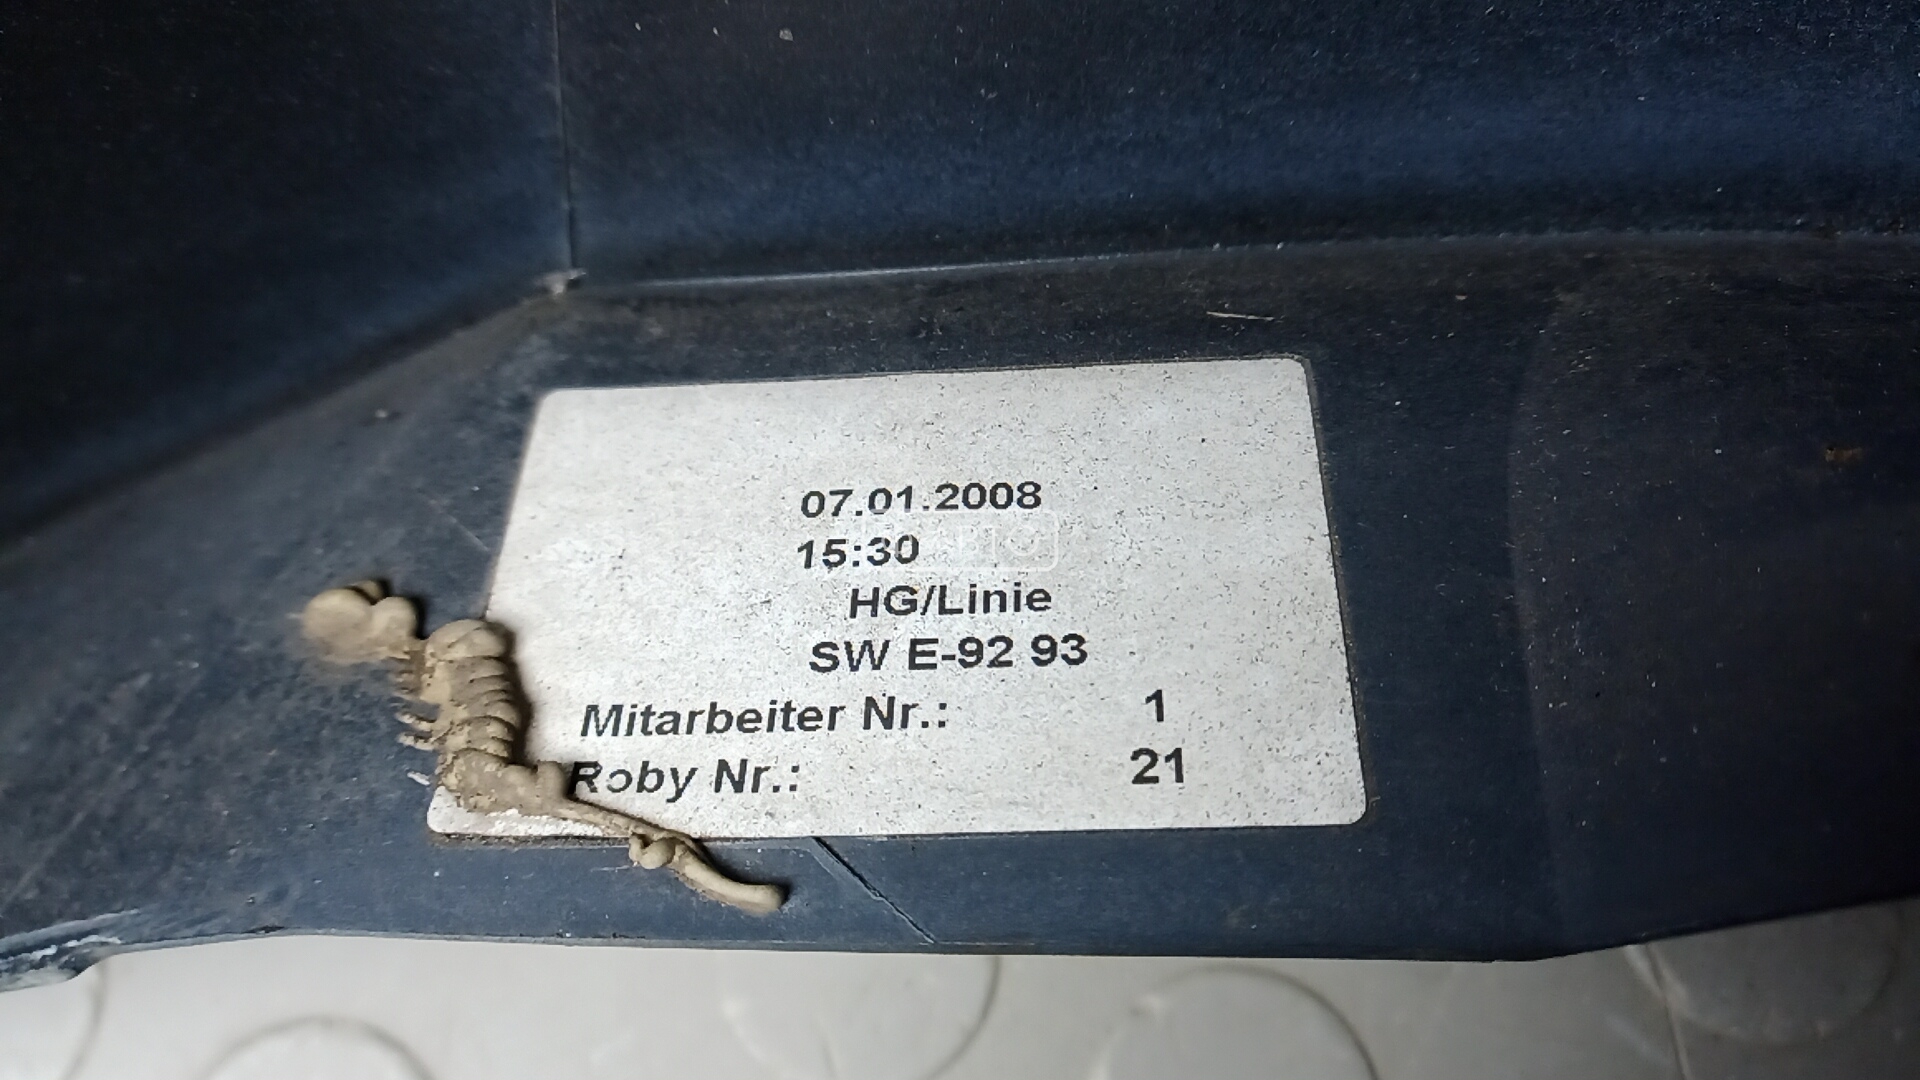 07.01.2008
15:30
HG/Linie
SW E-92 93
Mitarbeiter Nr.: 1
Roby Nr.: 21